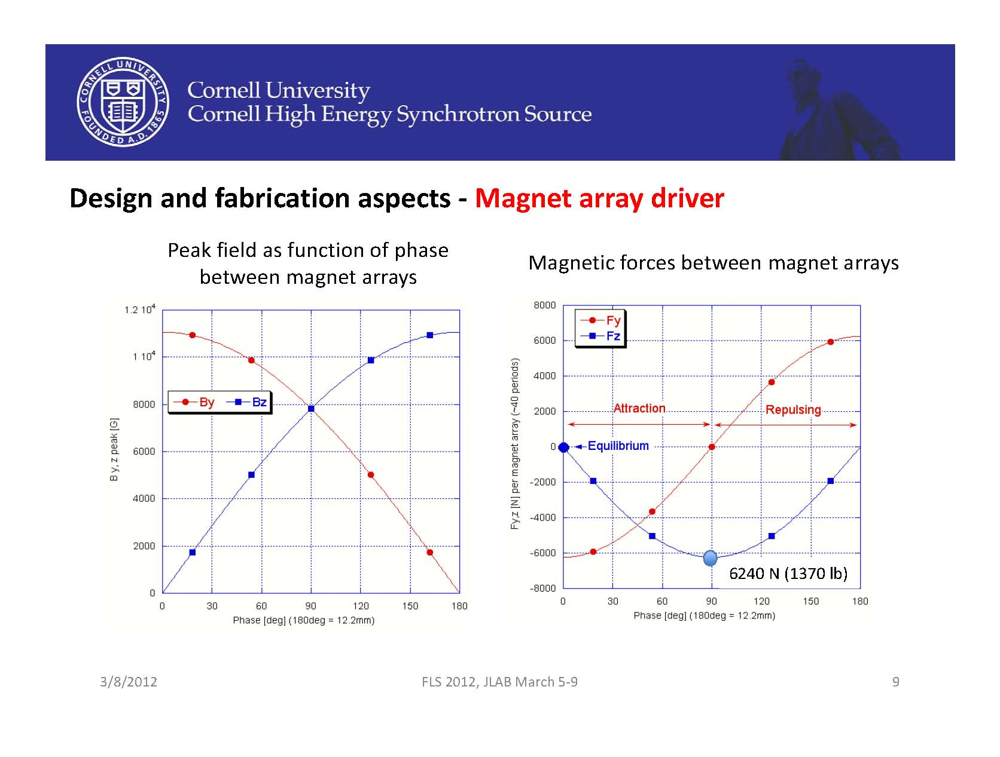 CORNELL UNIVERSITY
FOUNDED A.D. 1865
Cornell University
Cornell High Energy Synchrotron Source
Design and fabrication aspects - Magnet array driver
Peak field as function of phase
between magnet arrays
Magnetic forces between magnet arrays
1.2 10^4
1 10^4
8000
6000
4000
2000
0
B y, z peak [G]
By Bz
0 30 60 90 120 150 180
Phase [deg] (180deg = 12.2mm)
8000
6000
4000
2000
0
-2000
-4000
-6000
-8000
Fy,z [N] per magnet array (~40 periods)
Fy
Fz
Attraction
Repulsing
Equilibrium
6240 N (1370 lb)
0 30 60 90 120 150 180
Phase [deg] (180deg = 12.2mm)
3/8/2012
FLS 2012, JLAB March 5-9
9